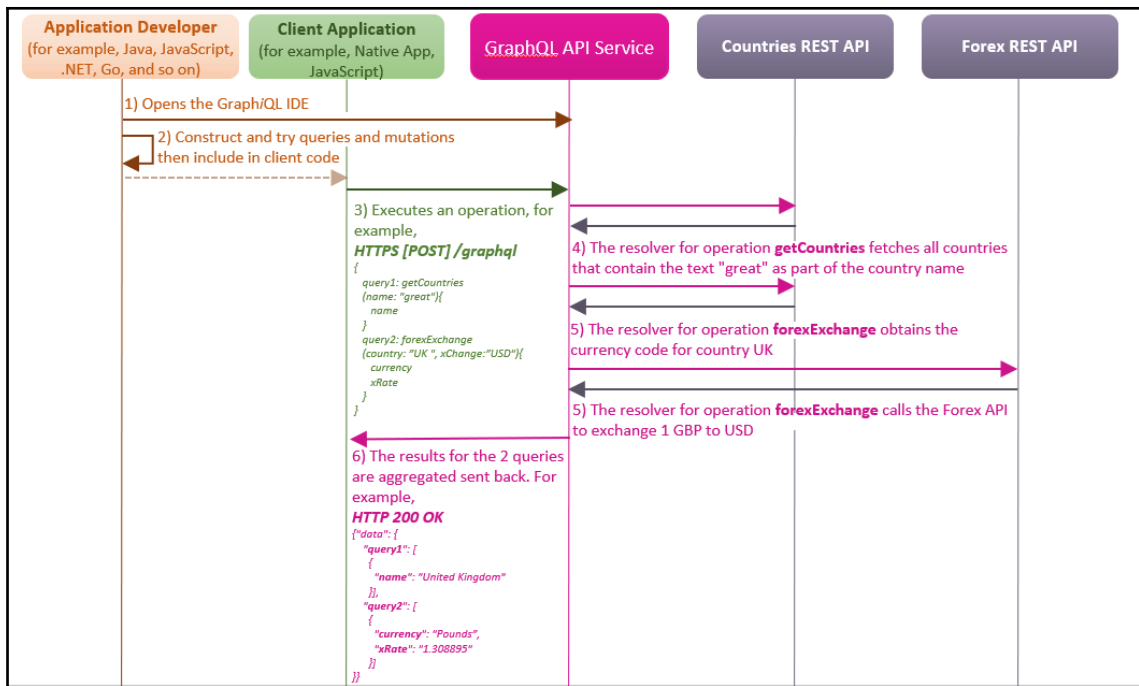 Application Developer
(for example, Java, JavaScript,
.NET, Go, and so on)
Client Application
(for example, Native App,
JavaScript)
GraphQL API Service
Countries REST API
Forex REST API
1) Opens the GraphiQL IDE
2) Construct and try queries and mutations
then include in client code
3) Executes an operation, for
example,
HTTPS [POST] /graphql
{
query1: getCountries
(name: "great"){
name
}
query2: forexExchange
(country: "UK ", xChange:"USD"){
currency
xRate
}
}
4) The resolver for operation getCountries fetches all countries
that contain the text "great" as part of the country name
5) The resolver for operation forexExchange obtains the
currency code for country UK
5) The resolver for operation forexExchange calls the Forex API
to exchange 1 GBP to USD
6) The results for the 2 queries
are aggregated sent back. For
example,
HTTP 200 OK
{"data": {
"query1": [
{
"name": "United Kingdom"
}],
"query2": [
{
"currency": "Pounds",
"xRate": "1.308895"
}]
}}